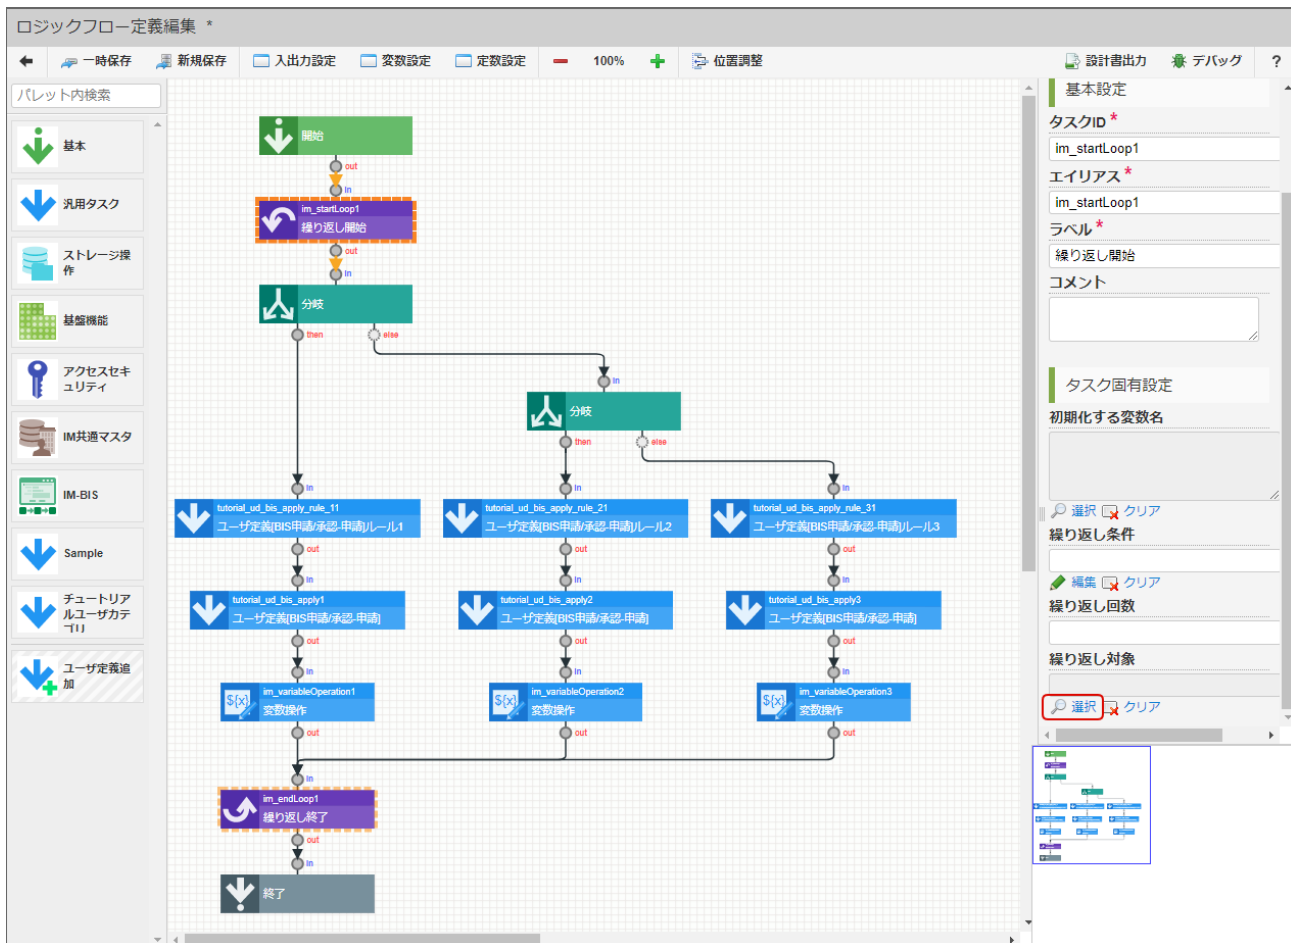 ロジックフロー定義編集 *
一時保存 新規保存 入出力設定 変数設定 定数設定 100% 位置調整 設計書出力 デバッグ ?
パレット内検索
基本
汎用タスク
ストレージ操
作
基盤機能
アクセスセキ
ュリティ
IM共通マスタ
IM-BIS
Sample
チュートリア
ルユーザカテ
ゴリ
ユーザ定義追
加
開始
out
in
im_startLoop1
繰り返し開始
out
in
分岐
then else
in
分岐
then else
in in in
tutorial_ud_bis_apply_rule_11 tutorial_ud_bis_apply_rule_21 tutorial_ud_bis_apply_rule_31
ユーザ定義[BIS申請/承認-申請]ルール1 ユーザ定義[BIS申請/承認-申請]ルール2 ユーザ定義[BIS申請/承認-申請]ルール3
out out out
in in in
tutorial_ud_bis_apply1 tutorial_ud_bis_apply2 tutorial_ud_bis_apply3
ユーザ定義[BIS申請/承認-申請] ユーザ定義[BIS申請/承認-申請] ユーザ定義[BIS申請/承認-申請]
out out out
in in in
im_variableOperation1 im_variableOperation2 im_variableOperation3
${x} 変数操作 ${x} 変数操作 ${x} 変数操作
out out out
in
im_endLoop1
繰り返し終了
out
in
終了
基本設定
タスクID *
im_startLoop1
エイリアス *
im_startLoop1
ラベル *
繰り返し開始
コメント
タスク固有設定
初期化する変数名
選択 クリア
繰り返し条件
編集 クリア
繰り返し回数
繰り返し対象
選択 クリア